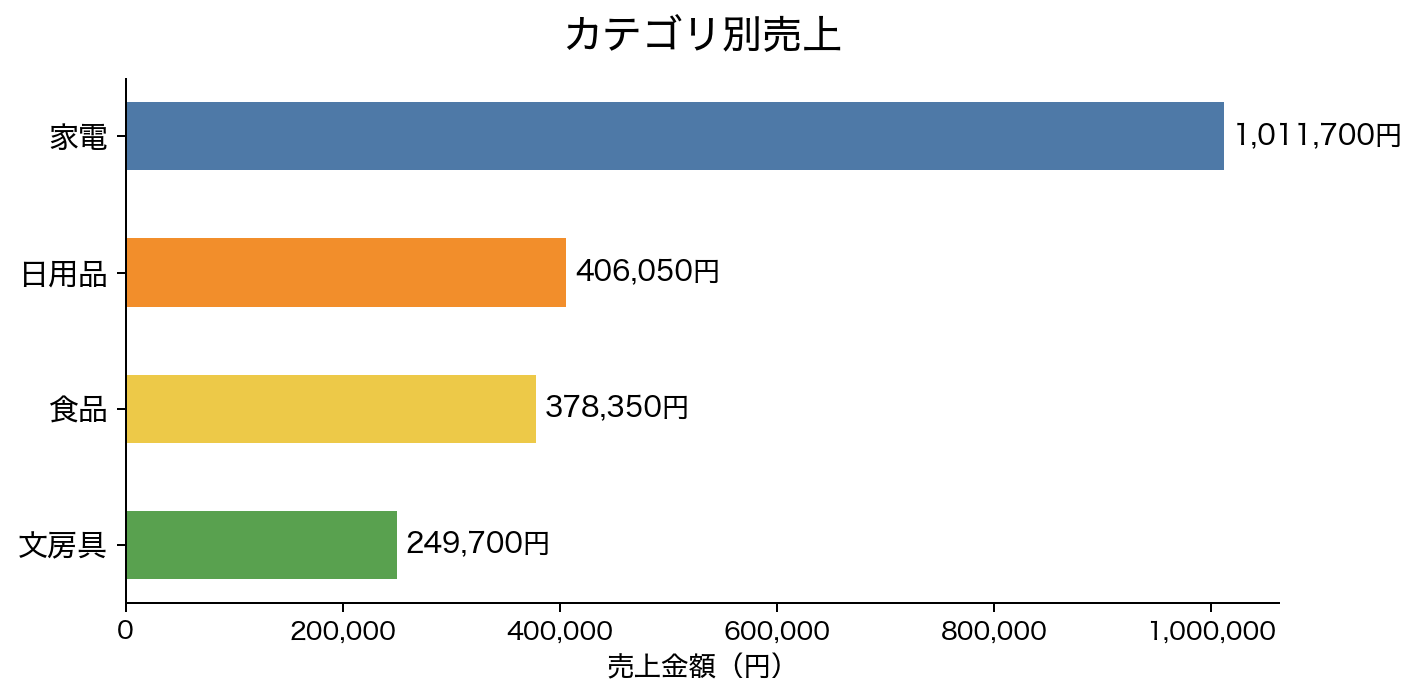 カテゴリ別売上
家電
1,011,700円
日用品
406,050円
食品
378,350円
文房具
249,700円
0
200,000
400,000
600,000
800,000
1,000,000
売上金額（円）